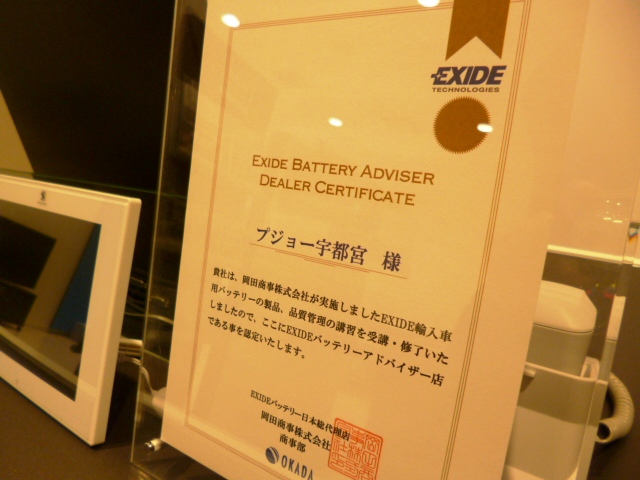 EXIDE
TECHNOLOGIES
EXIDE BATTERY ADVISER
DEALER CERTIFICATE
プジョー宇都宮 様
貴社は、岡田商事株式会社が実施しましたEXIDE輸入車
用バッテリーの製品、品質管理の講習を受講・修了いた
しましたので、ここにEXIDEバッテリーアドバイザー店
である事を認定いたします。
EXIDEバッテリー日本総代理店
岡田商事株式会社
商事部
OKADA